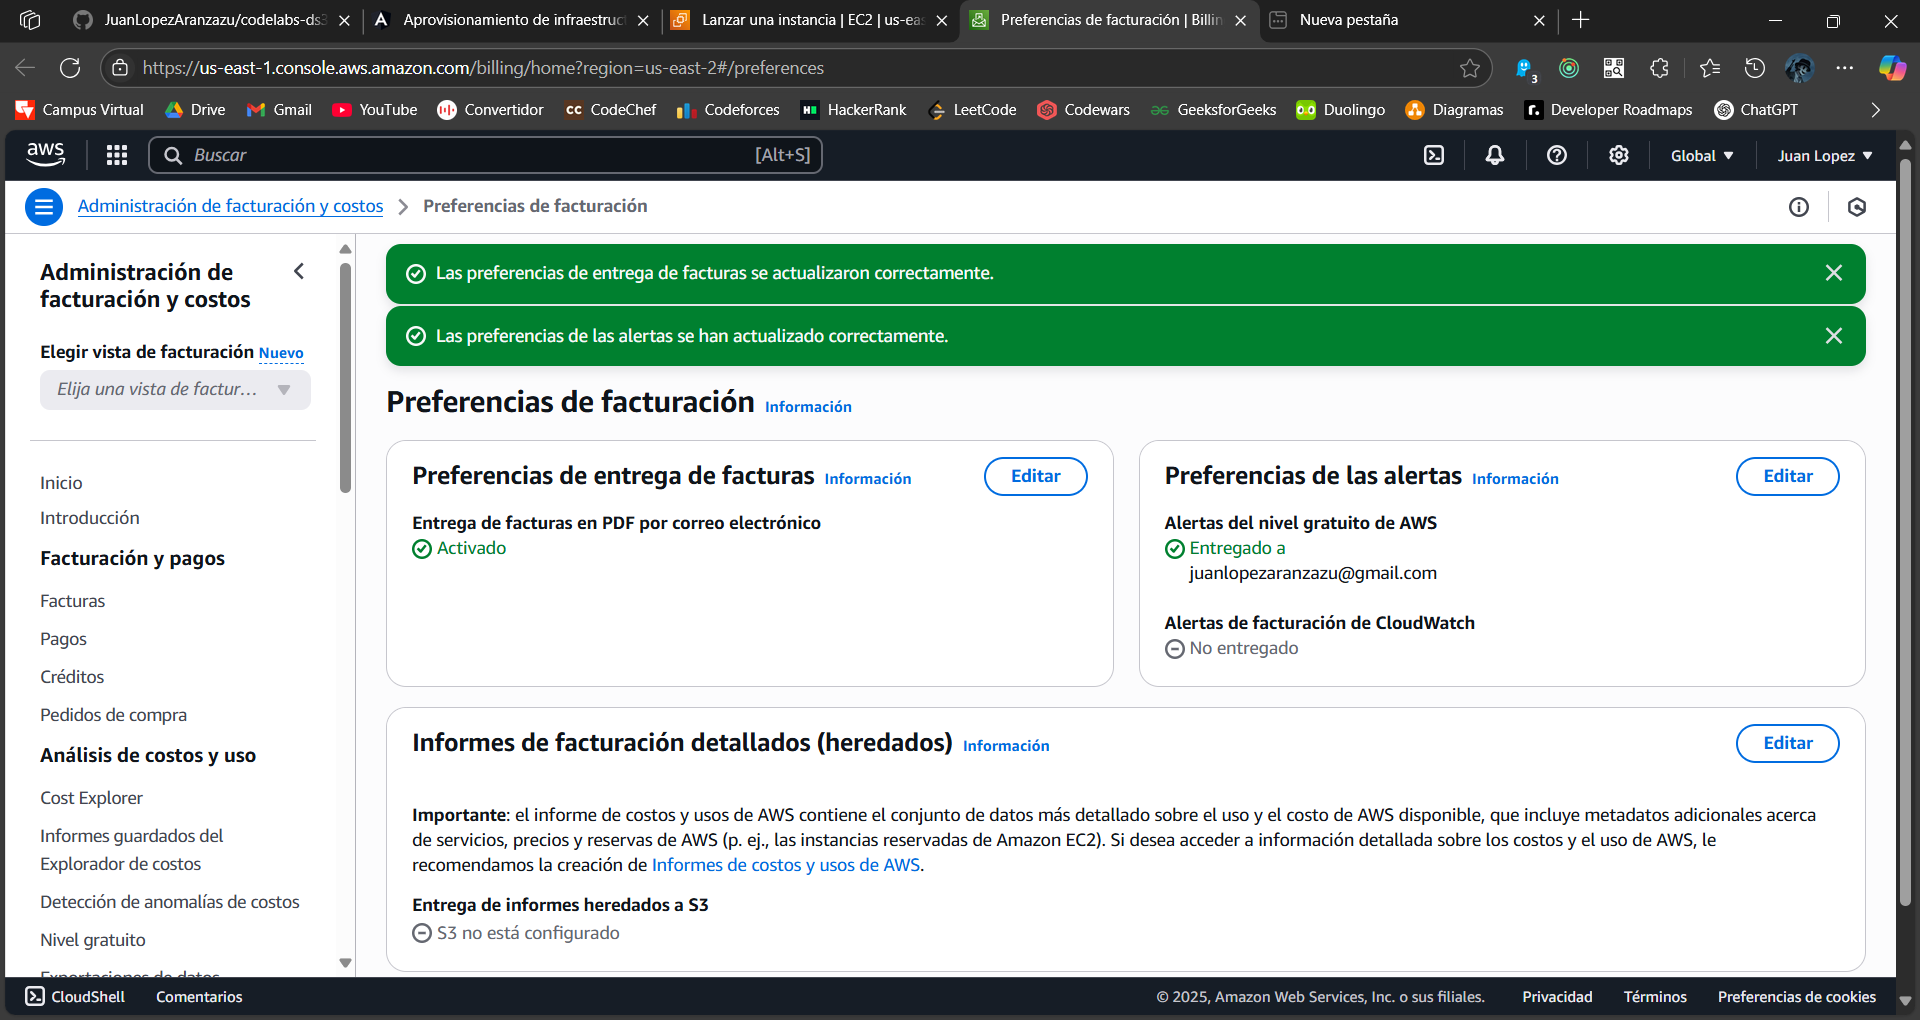 JuanLopezAranzazu/codelabs-ds3
Aprovisionamiento de infraestruc
Lanzar una instancia | EC2 | us-eas
Preferencias de facturación | Billin
Nueva pestaña
https://us-east-1.console.aws.amazon.com/billing/home?region=us-east-2#/preferences
3
Campus Virtual
Drive
Gmail
YouTube
Convertidor
CodeChef
Codeforces
HackerRank
LeetCode
Codewars
GeeksforGeeks
Duolingo
Diagramas
Developer Roadmaps
ChatGPT
aws
Buscar
[Alt+S]
Global
Juan Lopez
Administración de facturación y costos
Preferencias de facturación
Administración de
facturación y costos
Elegir vista de facturación Nuevo
Elija una vista de factur...
Inicio
Introducción
Facturación y pagos
Facturas
Pagos
Créditos
Pedidos de compra
Análisis de costos y uso
Cost Explorer
Informes guardados del
Explorador de costos
Detección de anomalías de costos
Nivel gratuito
Exportaciones de datos
Las preferencias de entrega de facturas se actualizaron correctamente.
Las preferencias de las alertas se han actualizado correctamente.
Preferencias de facturación Información
Preferencias de entrega de facturas Información
Editar
Entrega de facturas en PDF por correo electrónico
Activado
Preferencias de las alertas Información
Editar
Alertas del nivel gratuito de AWS
Entregado a
juanlopezaranzazu@gmail.com
Alertas de facturación de CloudWatch
No entregado
Informes de facturación detallados (heredados) Información
Editar
Importante: el informe de costos y usos de AWS contiene el conjunto de datos más detallado sobre el uso y el costo de AWS disponible, que incluye metadatos adicionales acerca
de servicios, precios y reservas de AWS (p. ej., las instancias reservadas de Amazon EC2). Si desea acceder a información detallada sobre los costos y el uso de AWS, le
recomendamos la creación de Informes de costos y usos de AWS.
Entrega de informes heredados a S3
S3 no está configurado
CloudShell
Comentarios
© 2025, Amazon Web Services, Inc. o sus filiales.
Privacidad
Términos
Preferencias de cookies